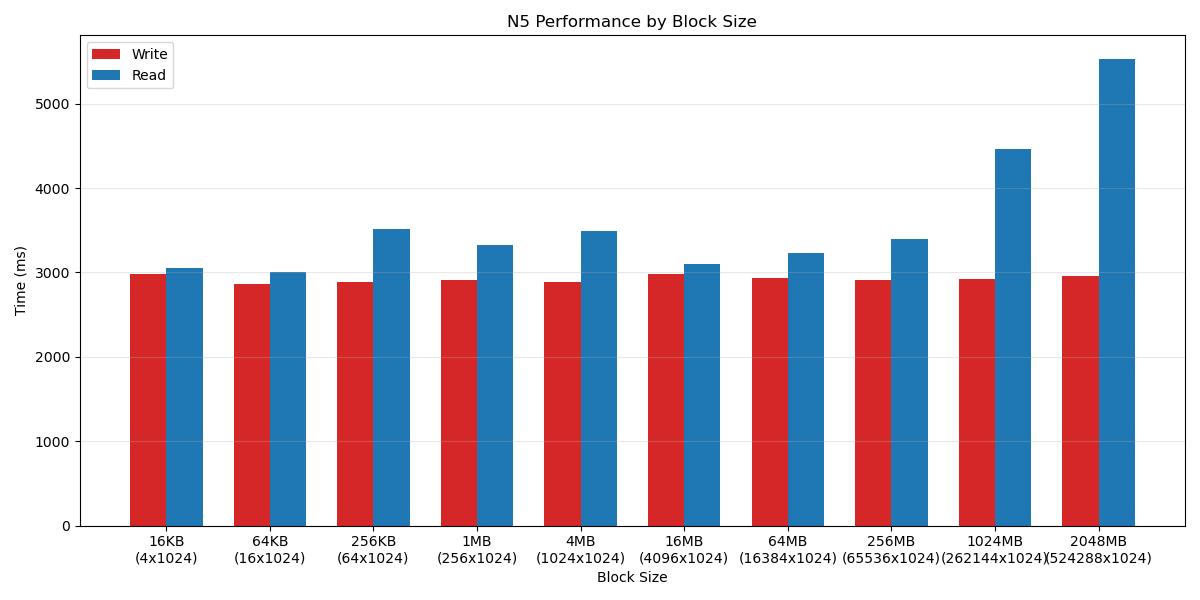 N5 Performance by Block Size
Write
Read
Time (ms)
5000
4000
3000
2000
1000
0
16KB 64KB 256KB 1MB 4MB 16MB 64MB 256MB 1024MB 2048MB
(4x1024) (16x1024) (64x1024) (256x1024) (1024x1024) (4096x1024) (16384x1024) (65536x1024) (262144x1024) (524288x1024)
Block Size